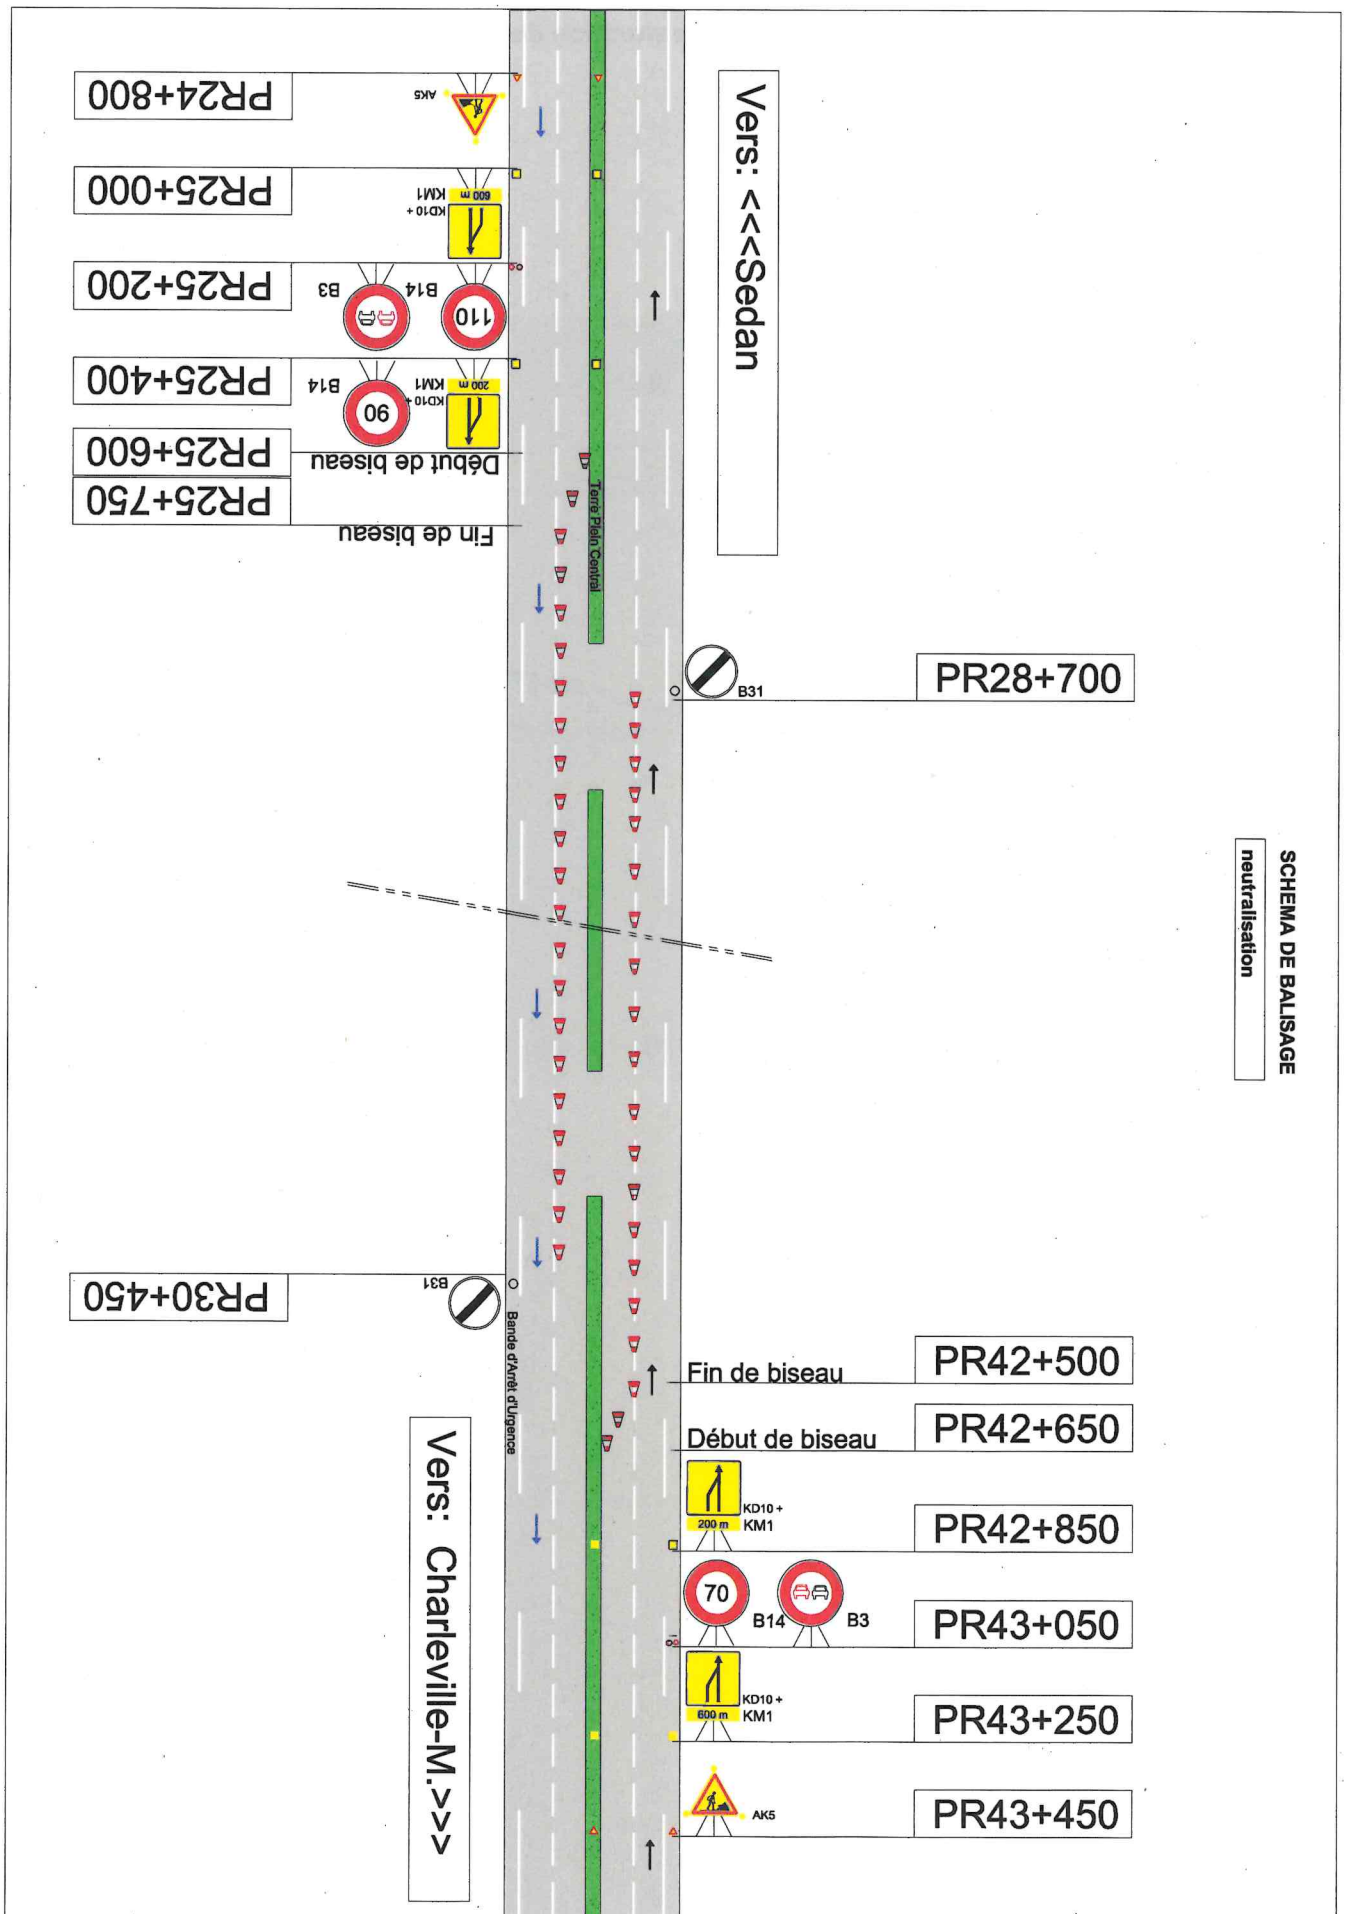 SCHEMA DE BALISAGE
neutralisation
Vers: <<<Sedan
PR24+800
AK5
PR25+000
KD10 +
KM1
600 m
PR25+200
B14
110
B3
PR25+400
KD10 +
KM1
200 m
B14
90
PR25+600
Début de biseau
PR25+750
Fin de biseau
Terre Plein Central
B31
PR28+700
PR30+450
B31
Bande d'Arrêt d'Urgence
Vers: Charleville-M.>>>
Fin de biseau
PR42+500
Début de biseau
PR42+650
KD10 +
200 m KM1
PR42+850
70
B14
B3
PR43+050
KD10 +
600 m KM1
PR43+250
AK5
PR43+450